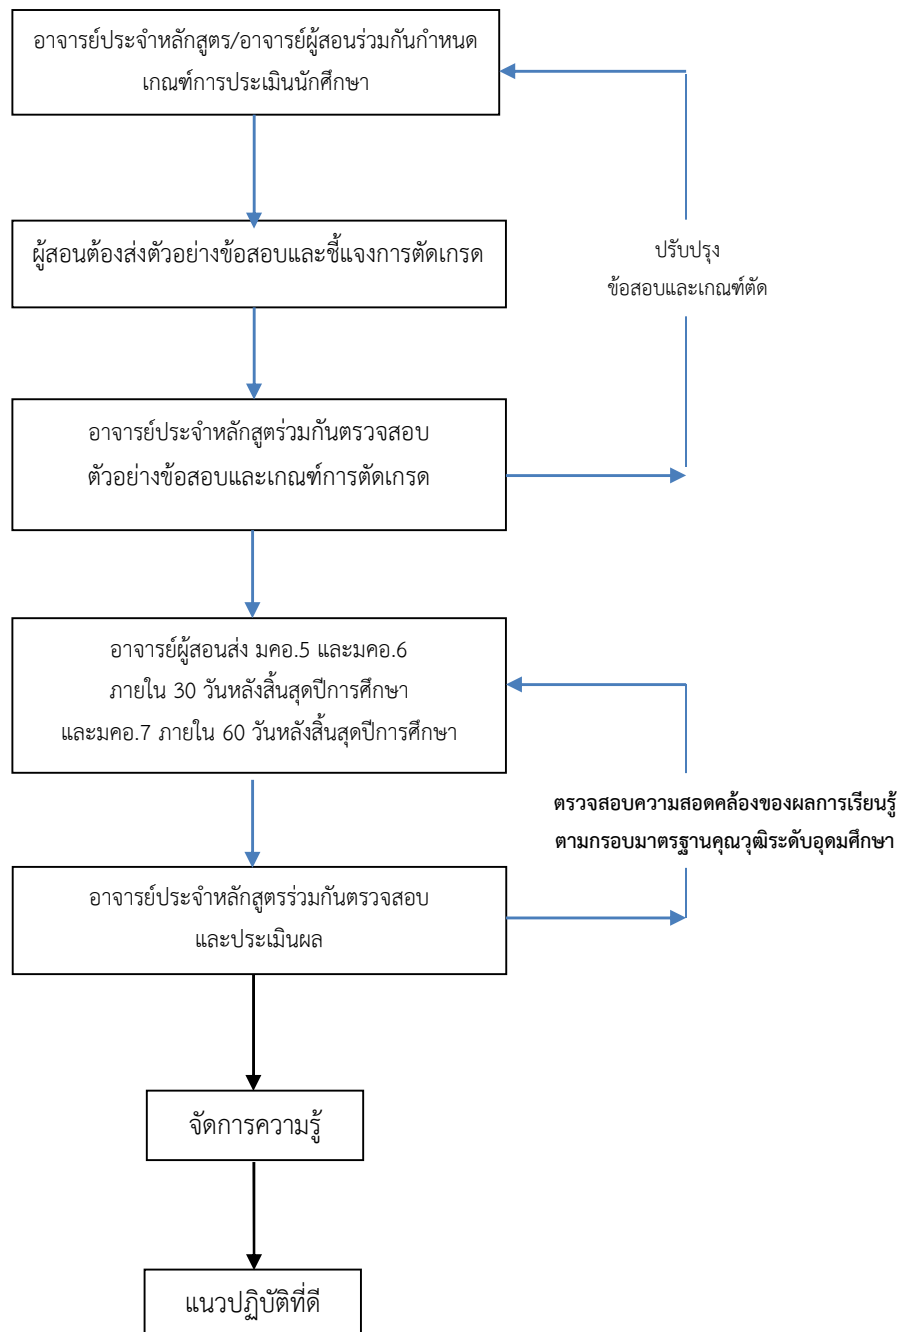 อาจารย์ประจำหลักสูตร/อาจารย์ผู้สอนร่วมกันกำหนด
เกณฑ์การประเมินนักศึกษา
ผู้สอนต้องส่งตัวอย่างข้อสอบและชี้แจงการตัดเกรด
ปรับปรุง
ข้อสอบและเกณฑ์ตัด
อาจารย์ประจำหลักสูตร่วมกันตรวจสอบ
ตัวอย่างข้อสอบและเกณฑ์การตัดเกรด
อาจารย์ผู้สอนส่ง มคอ.5 และมคอ.6
ภายใน 30 วันหลังสิ้นสุดปีการศึกษา
และมคอ.7 ภายใน 60 วันหลังสิ้นสุดปีการศึกษา
ตรวจสอบความสอดคล้องของผลการเรียนรู้
ตามกรอบมาตรฐานคุณวุฒิระดับอุดมศึกษา
อาจารย์ประจำหลักสูตรร่วมกันตรวจสอบ
และประเมินผล
จัดการความรู้
แนวปฏิบัติที่ดี